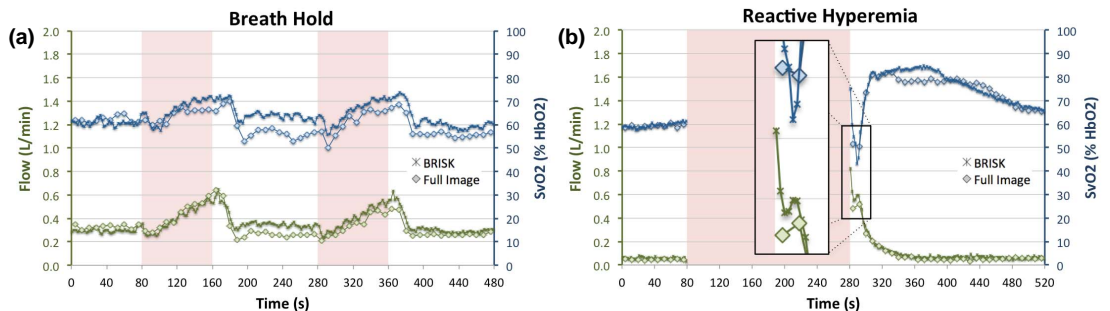 Breath Hold
(a)
Flow (L/min)
2.0
1.8
1.6
1.4
1.2
1.0
0.8
0.6
0.4
0.2
0.0
100
90
80
70
60
50
40
30
20
10
0
SvO2 (% HbO2)
BRISK
Full Image
0 40 80 120 160 200 240 280 320 360 400 440 480
Time (s)
Reactive Hyperemia
(b)
Flow (L/min)
2.0
1.8
1.6
1.4
1.2
1.0
0.8
0.6
0.4
0.2
0.0
100
90
80
70
60
50
40
30
20
10
0
SvO2 (% HbO2)
BRISK
Full Image
0 40 80 120 160 200 240 280 320 360 400 440 480 520
Time (s)